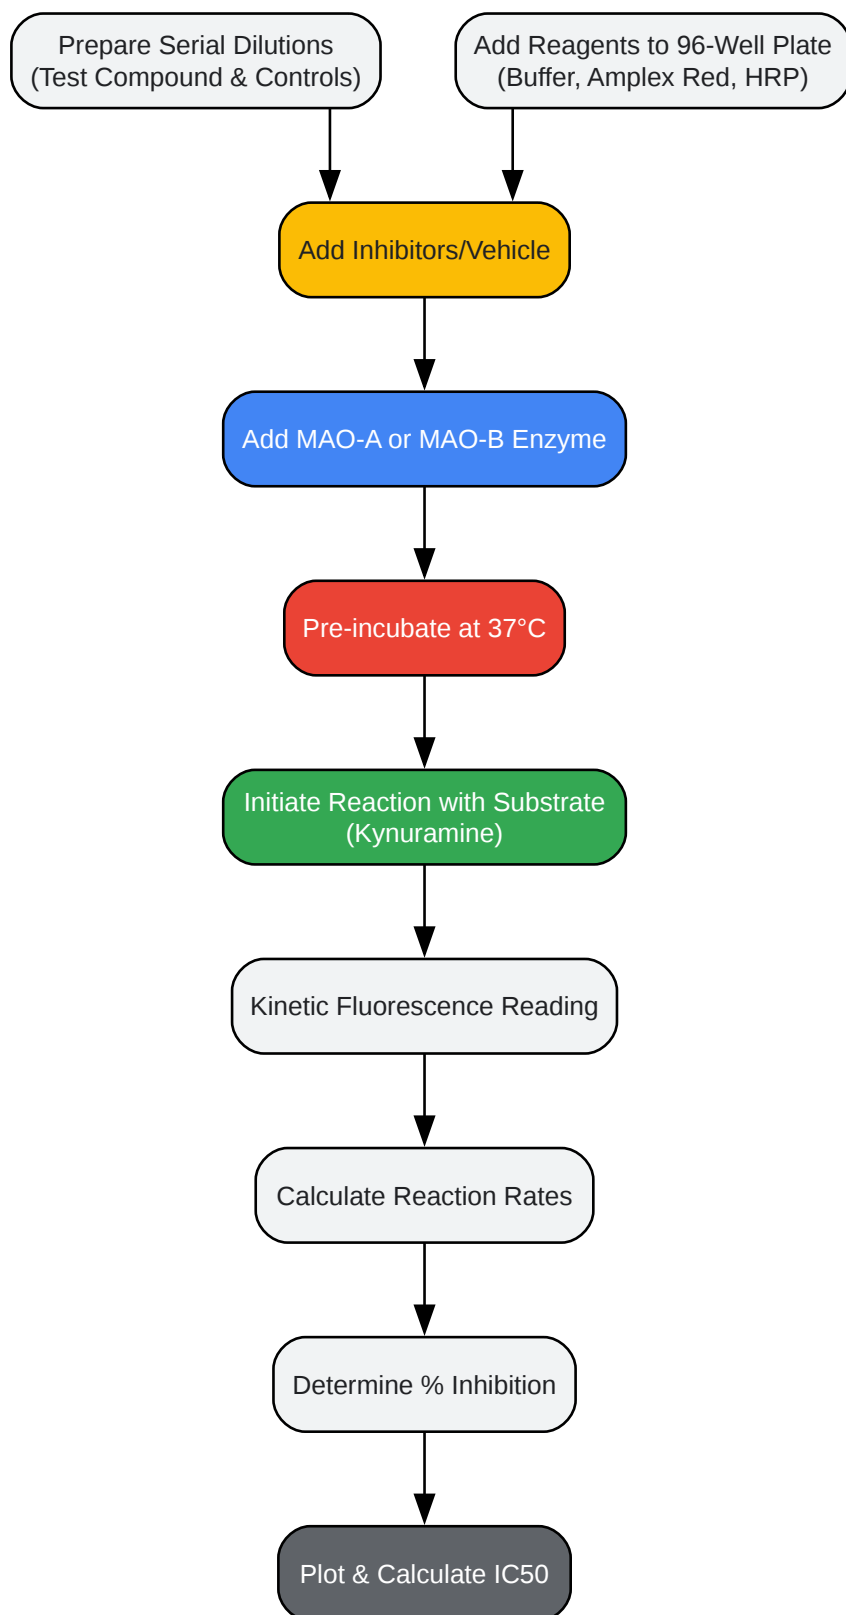 Prepare Serial Dilutions
(Test Compound & Controls)
Add Reagents to 96-Well Plate
(Buffer, Amplex Red, HRP)
Add Inhibitors/Vehicle
Add MAO-A or MAO-B Enzyme
Pre-incubate at 37°C
Initiate Reaction with Substrate
(Kynuramine)
Kinetic Fluorescence Reading
Calculate Reaction Rates
Determine % Inhibition
Plot & Calculate IC50